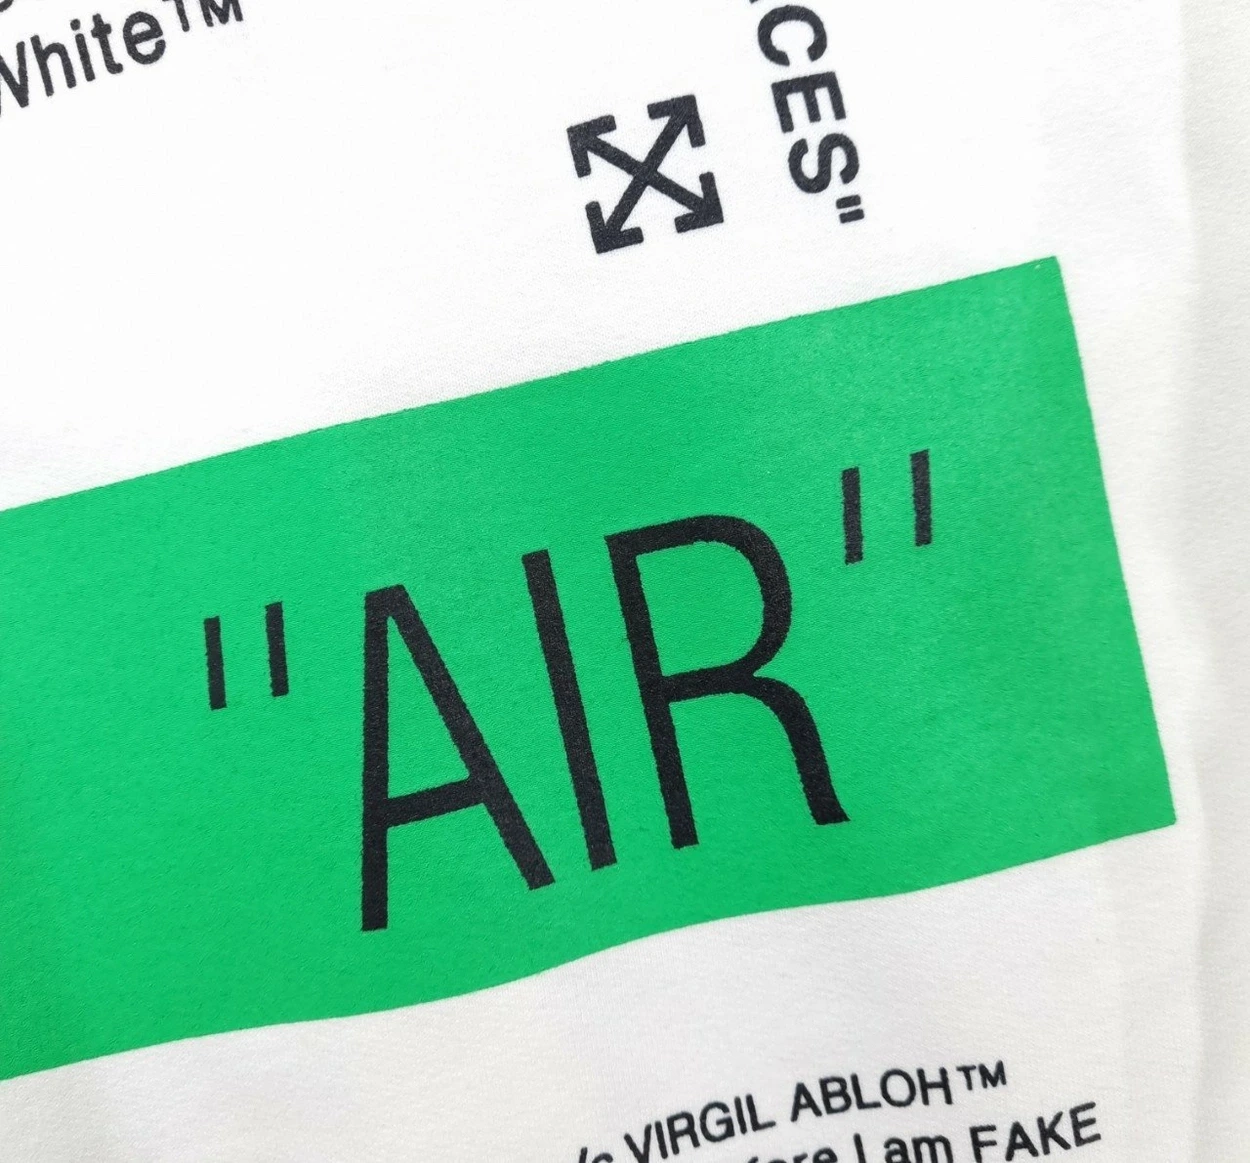 White™
CES"
"AIR"
VIRGIL ABLOH™
I am FAKE